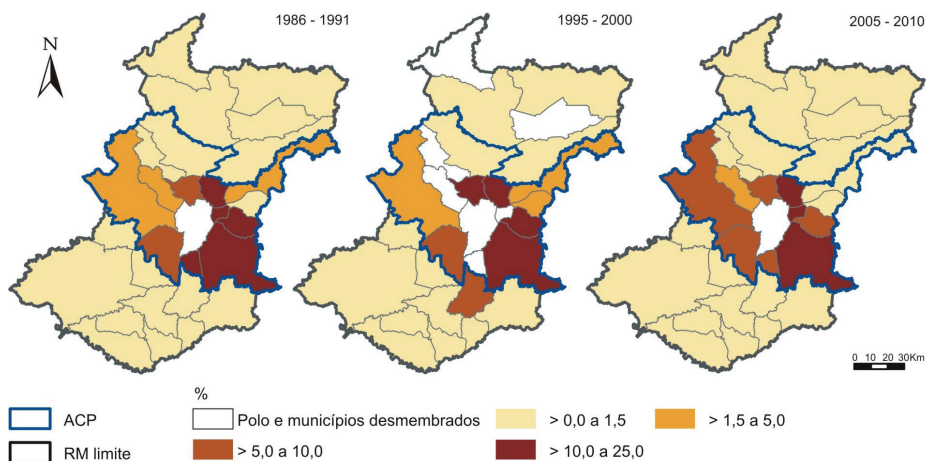 1986 - 1991
1995 - 2000
2005 - 2010
N
0 10 20 30Km
%
ACP
Polo e municípios desmembrados
> 0,0 a 1,5
> 1,5 a 5,0
RM limite
> 5,0 a 10,0
> 10,0 a 25,0